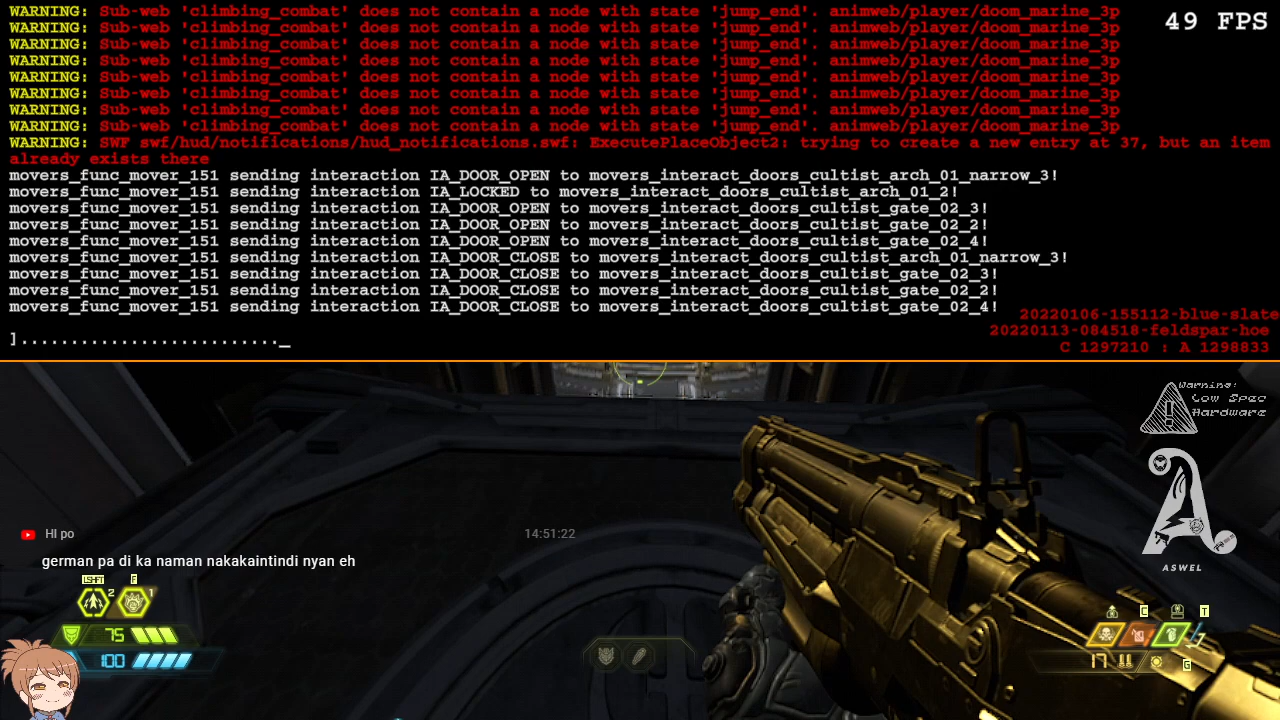 WARNING: Sub-web 'climbing_combat' does not contain a node with state 'jump_end'. animweb/player/doom_marine_3p
WARNING: Sub-web 'climbing_combat' does not contain a node with state 'jump_end'. animweb/player/doom_marine_3p
WARNING: Sub-web 'climbing_combat' does not contain a node with state 'jump_end'. animweb/player/doom_marine_3p
WARNING: Sub-web 'climbing_combat' does not contain a node with state 'jump_end'. animweb/player/doom_marine_3p
WARNING: Sub-web 'climbing_combat' does not contain a node with state 'jump_end'. animweb/player/doom_marine_3p
WARNING: Sub-web 'climbing_combat' does not contain a node with state 'jump_end'. animweb/player/doom_marine_3p
WARNING: Sub-web 'climbing_combat' does not contain a node with state 'jump_end'. animweb/player/doom_marine_3p
WARNING: Sub-web 'climbing_combat' does not contain a node with state 'jump_end'. animweb/player/doom_marine_3p
49 FPS
WARNING: SWF swf/hud/notifications/hud_notifications.swf: ExecutePlaceObject2: trying to create a new entry at 37, but an item
already exists there
movers_func_mover_151 sending interaction IA_DOOR_OPEN to movers_interact_doors_cultist_arch_01_narrow_3!
movers_func_mover_151 sending interaction IA_LOCKED to movers_interact_doors_cultist_arch_01_2!
movers_func_mover_151 sending interaction IA_DOOR_OPEN to movers_interact_doors_cultist_gate_02_3!
movers_func_mover_151 sending interaction IA_DOOR_OPEN to movers_interact_doors_cultist_gate_02_2!
movers_func_mover_151 sending interaction IA_DOOR_OPEN to movers_interact_doors_cultist_gate_02_4!
movers_func_mover_151 sending interaction IA_DOOR_CLOSE to movers_interact_doors_cultist_arch_01_narrow_3!
movers_func_mover_151 sending interaction IA_DOOR_CLOSE to movers_interact_doors_cultist_gate_02_3!
movers_func_mover_151 sending interaction IA_DOOR_CLOSE to movers_interact_doors_cultist_gate_02_2!
movers_func_mover_151 sending interaction IA_DOOR_CLOSE to movers_interact_doors_cultist_gate_02_4!
20220106-155112-blue-slate
20220113-084518-feldspar-hoe
C 1297210 : A 1298833
].........................._
Warning:
Low Spec
Hardware
HI po 14:51:22
german pa di ka naman nakakaintindi nyan eh
ASWEL
LSHFT F
2 1
C T
75
100
17
G